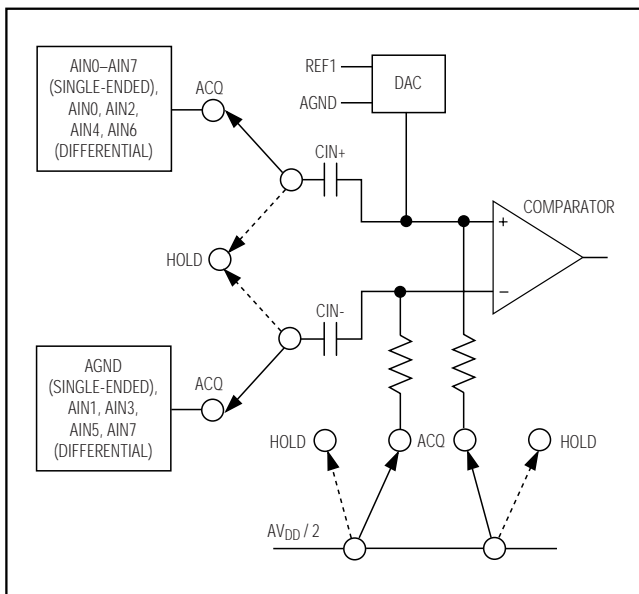 AIN0–AIN7
(SINGLE-ENDED),
AIN0, AIN2,
AIN4, AIN6
(DIFFERENTIAL)
ACQ
REF1
AGND
DAC
CIN+
COMPARATOR
+
−
HOLD
CIN-
AGND
(SINGLE-ENDED),
AIN1, AIN3,
AIN5, AIN7
(DIFFERENTIAL)
ACQ
HOLD
ACQ
HOLD
AVDD / 2